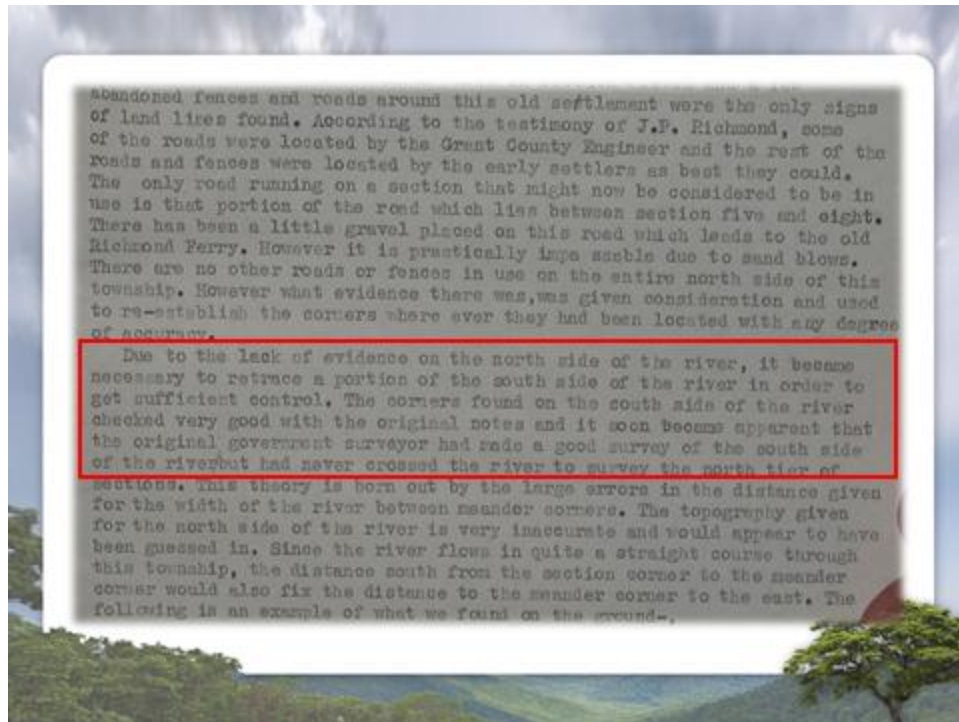 abandoned fences and roads around this old settlement were the only signs
of land lines found. According to the testimony of J.P. Richmond, some
of the roads were located by the Grant County Engineer and the rest of the
roads and fences were located by the early settlers as best they could.
The only road running on a section that might now be considered to be in
use is that portion of the road which lies between section five and eight.
There has been a little gravel placed on this road which leads to the old
Richmond Ferry. However it is practically impa ssable due to sand blows.
There are no other roads or fences in use on the entire north side of this
township. However what evidence there was,was given consideration and used
to re-establish the corners where ever they had been located with any degree
of accuracy.
Due to the lack of evidence on the north side of the river, it became
necessary to retrace a portion of the south side of the river in order to
get sufficient control. The corners found on the south side of the river
checked very good with the original notes and it soon became apparent that
the original government surveyor had made a good survey of the south side
of the riverbut had never crossed the river to survey the north tier of
sections. This theory is born out by the large errors in the distance given
for the width of the river between meander corners. The topography given
for the north side of the river is very inaccurate and would appear to have
been guessed in. Since the river flows in quite a straight course through
this township, the distance south from the section corner to the meander
corner would also fix the distance to the meander corner to the east. The
following is an example of what we found on the ground-.